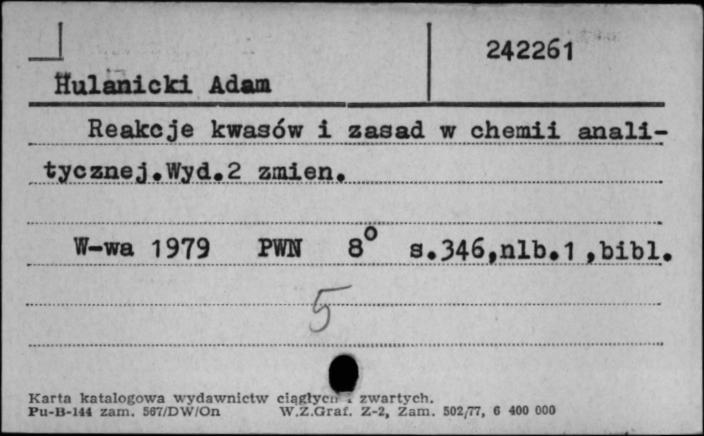 242261
Hulanicki Adam
Reakcje kwasów i zasad w chemii anali-
tycznej.Wyd.2 zmien.
W-wa 1979 PWN 8° s.346,nlb.1,bibl.
5
Karta katalogowa wydawnictw ciągłych i zwartych.
Pu-B-144 zam. 567/DW/On W.Z.Graf. Z-2, Zam. 502/77, 6 400 000